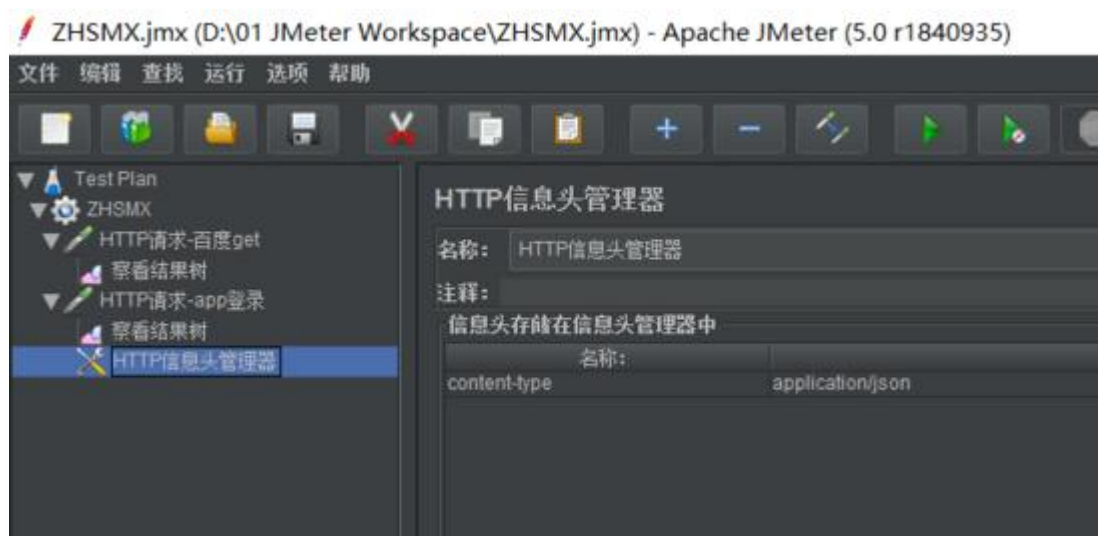 ZHSMX.jmx (D:\01 JMeter Workspace\ZHSMX.jmx) - Apache JMeter (5.0 r1840935)
文件 编辑 查找 运行 选项 帮助
Test Plan
ZHSMX
HTTP请求-百度get
察看结果树
HTTP请求-app登录
察看结果树
HTTP信息头管理器
HTTP信息头管理器
名称： HTTP信息头管理器
注释：
信息头存储在信息头管理器中
名称：
content-type application/json